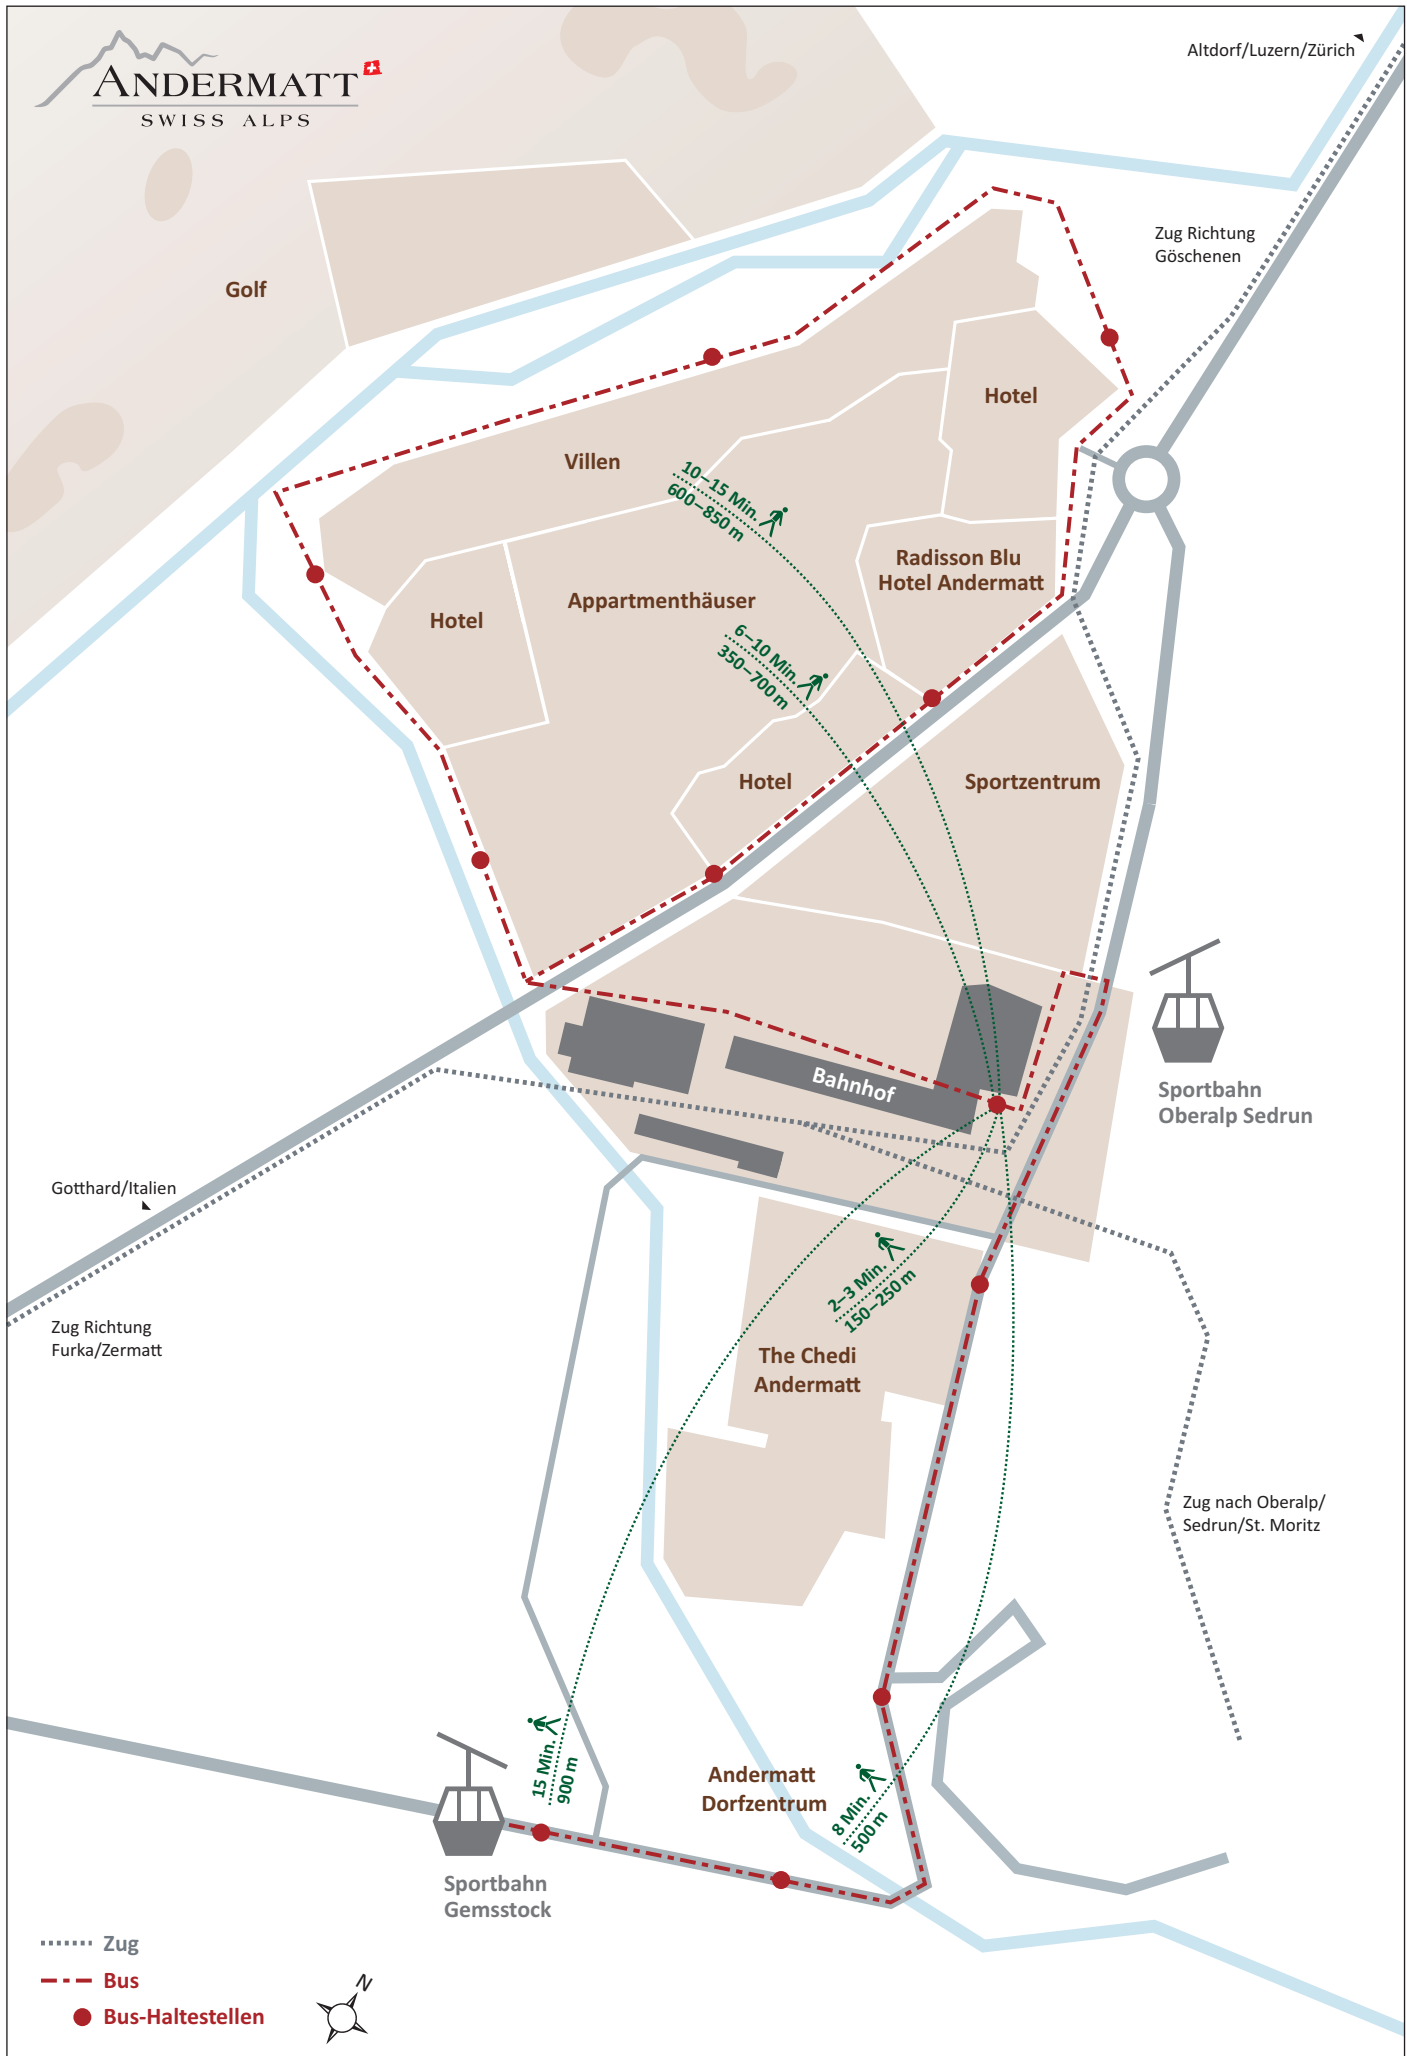 Altdorf/Luzern/Zürich
ANDERMATT
SWISS ALPS
Zug Richtung
Göschenen
Golf
Hotel
Villen
10–15 Min.
600–850 m
Radisson Blu
Hotel Andermatt
Appartmenthäuser
Hotel
6–10 Min.
350–700 m
Hotel
Sportzentrum
Bahnhof
Sportbahn
Oberalp Sedrun
Gotthard/Italien
2–3 Min.
150–250 m
Zug Richtung
Furka/Zermatt
The Chedi
Andermatt
Zug nach Oberalp/
Sedrun/St. Moritz
15 Min.
900 m
Andermatt
Dorfzentrum
8 Min.
500 m
Sportbahn
Gemsstock
Zug
Bus
Bus-Haltestellen
N